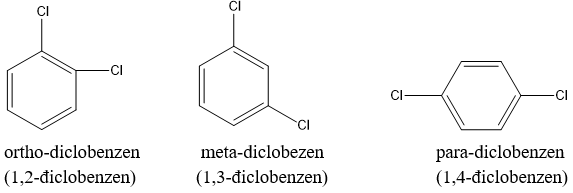 Cl
Cl
Cl
Cl
Cl
Cl
ortho-diclobenzen
(1,2-điclobenzen)
meta-diclobezen
(1,3-điclobenzen)
para-diclobenzen
(1,4-điclobenzen)